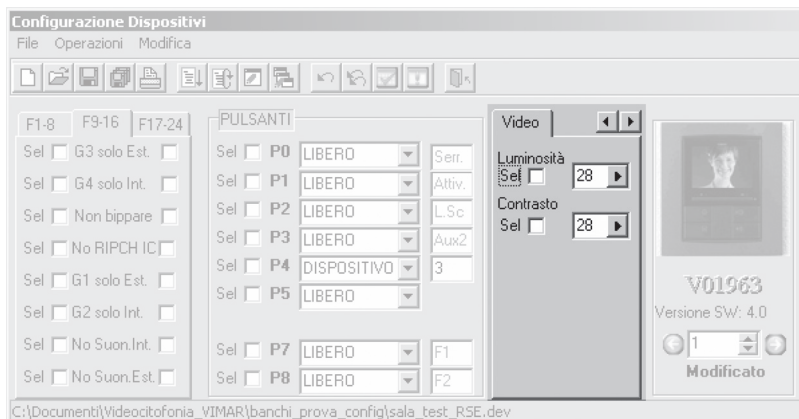 Configurazione Dispositivi
File Operazioni Modifica
F1-8 F9-16 F17-24
Sel G3 solo Est.
Sel G4 solo Int.
Sel Non bippare
Sel No RIPCH IC
Sel G1 solo Est.
Sel G2 solo Int.
Sel No Suon.Int.
Sel No Suon.Est.
PULSANTI
Sel P0 LIBERO Serr.
Sel P1 LIBERO Attiv.
Sel P2 LIBERO L.Sc
Sel P3 LIBERO Aux2
Sel P4 DISPOSITIVO 3
Sel P5 LIBERO
Sel P7 LIBERO F1
Sel P8 LIBERO F2
Video
Luminosità
Sel 28
Contrasto
Sel 28
V01963
Versione SW: 4.0
1
Modificato
C:\Documenti\Videocitofonia_VIMAR\banchi_prova_config\sala_test_RSE.dev